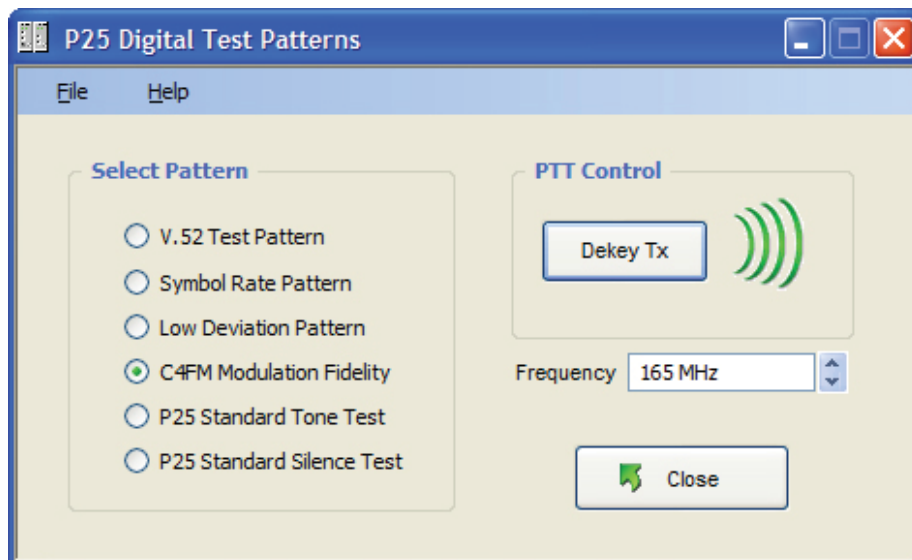 P25 Digital Test Patterns
File Help
Select Pattern
V.52 Test Pattern
Symbol Rate Pattern
Low Deviation Pattern
C4FM Modulation Fidelity
P25 Standard Tone Test
P25 Standard Silence Test
PTT Control
Dekey Tx
Frequency 165 MHz
Close